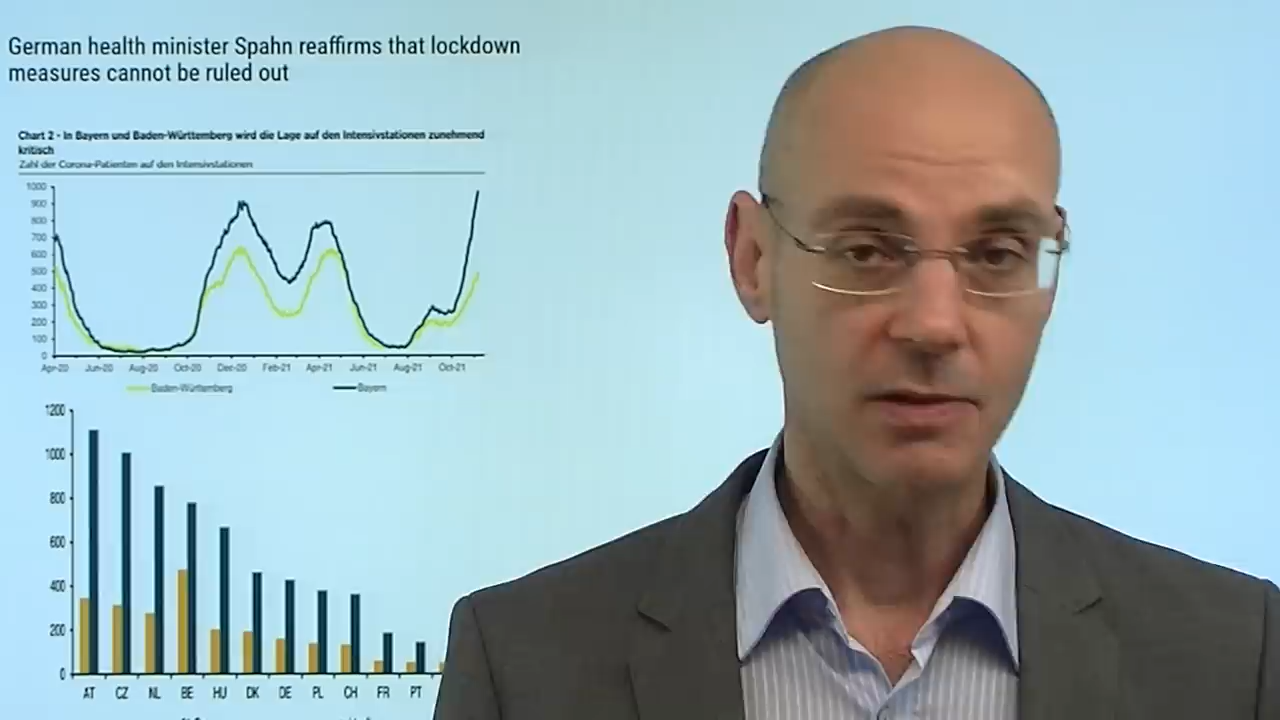 German health minister Spahn reaffirms that lockdown
measures cannot be ruled out
Chart 2 - In Bayern und Baden-Württemberg wird die Lage auf den Intensivstationen zunehmend
kritisch
Zahl der Corona-Patienten auf den Intensivstationen
1000
900
800
700
600
500
400
300
200
100
0
Apr-20 Jun-20 Aug-20 Oct-20 Dec-20 Feb-21 Apr-21 Jun-21 Aug-21 Oct-21
Baden-Württemberg Bayern
1200
1000
800
600
400
200
0
AT CZ NL BE HU DK DE PL CH FR PT